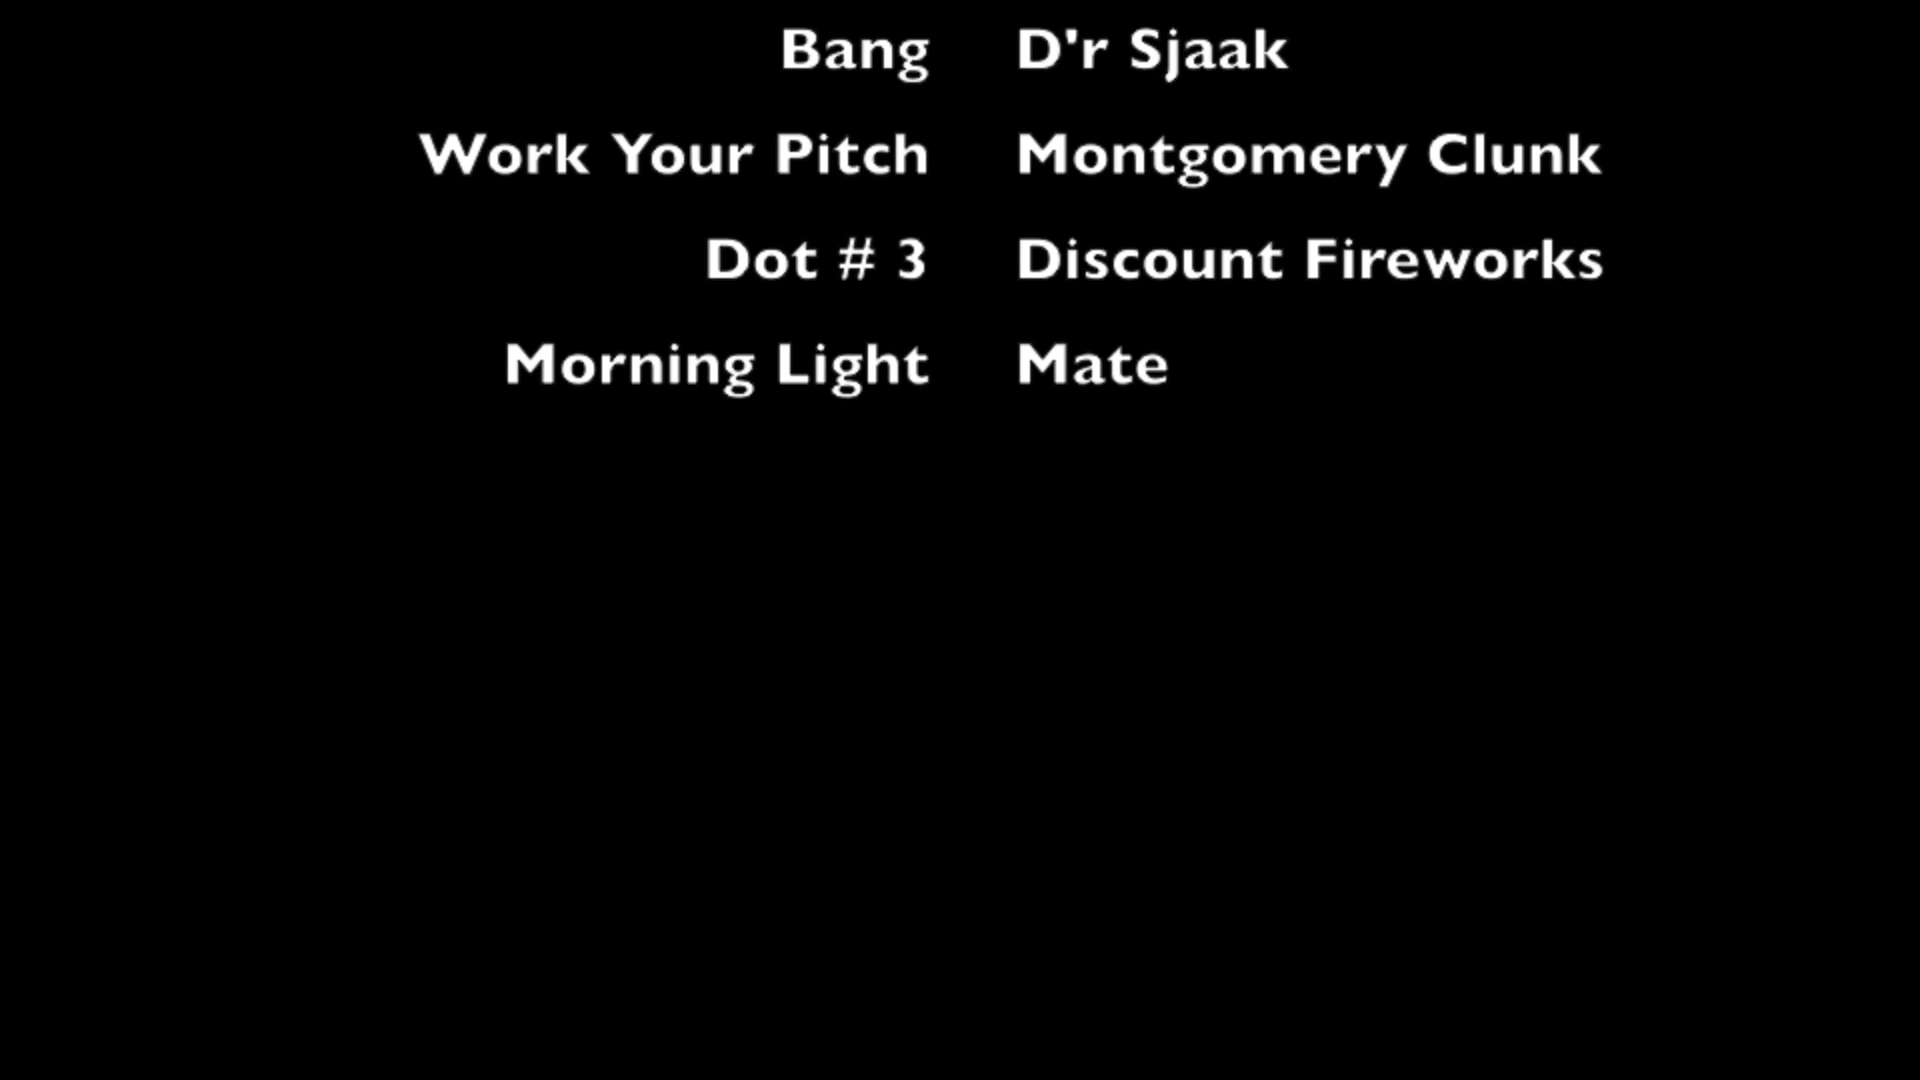 Bang D'r Sjaak
Work Your Pitch Montgomery Clunk
Dot # 3 Discount Fireworks
Morning Light Mate